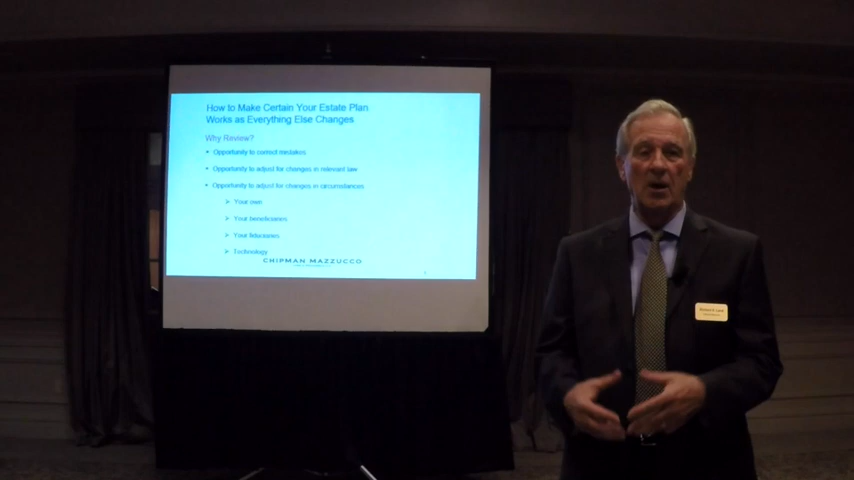 How to Make Certain Your Estate Plan
Works as Everything Else Changes
Why Review?
• Opportunity to correct mistakes
• Opportunity to adjust for changes in relevant law
• Opportunity to adjust for changes in circumstances
➢ Your own
➢ Your beneficiaries
➢ Your fiduciaries
➢ Technology
CHIPMAN MAZZUCCO